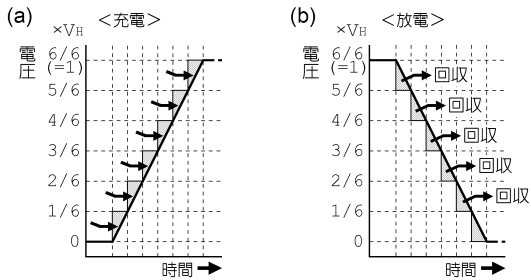 (a)
×VH
<充電>
電圧
6/6
(=1)
5/6
4/6
3/6
2/6
1/6
0
時間
(b)
×VH
<放電>
電圧
6/6
(=1)
5/6
4/6
3/6
2/6
1/6
0
回収
回収
回収
回収
回収
時間